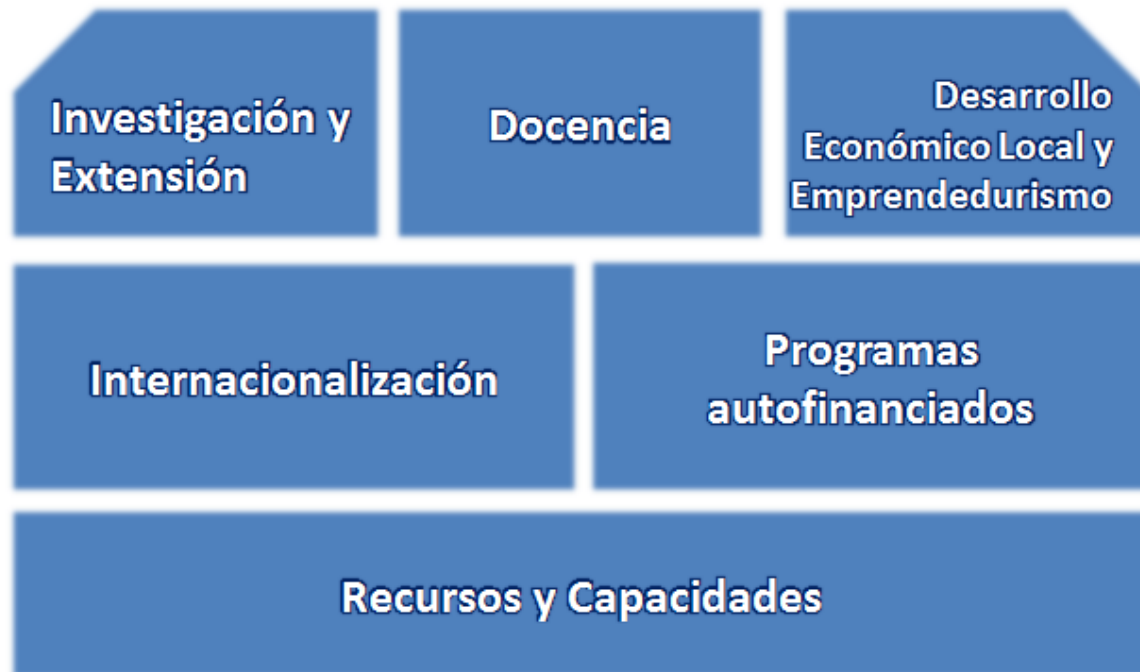 Investigación y
Extensión
Docencia
Desarrollo
Económico Local y
Emprendedurismo
Internacionalización
Programas
autofinanciados
Recursos y Capacidades